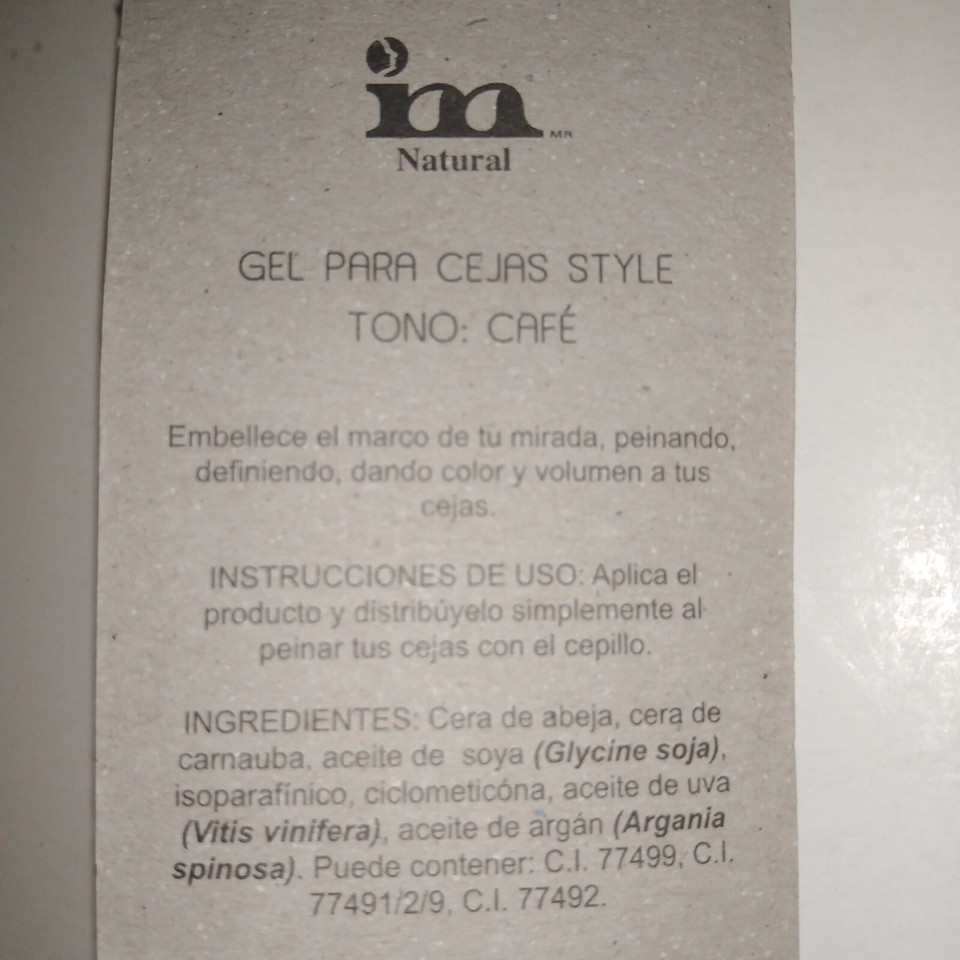 im MR
Natural
GEL PARA CEJAS STYLE
TONO: CAFÉ
Embellece el marco de tu mirada, peinando,
definiendo, dando color y volumen a tus
cejas.
INSTRUCCIONES DE USO: Aplica el
producto y distribúyelo simplemente al
peinar tus cejas con el cepillo.
INGREDIENTES: Cera de abeja, cera de
carnauba, aceite de soya (Glycine soja),
isoparafínico, ciclometicóna, aceite de uva
(Vitis vinifera), aceite de argán (Argania
spinosa). Puede contener: C.I. 77499, C.I.
77491/2/9, C.I. 77492.